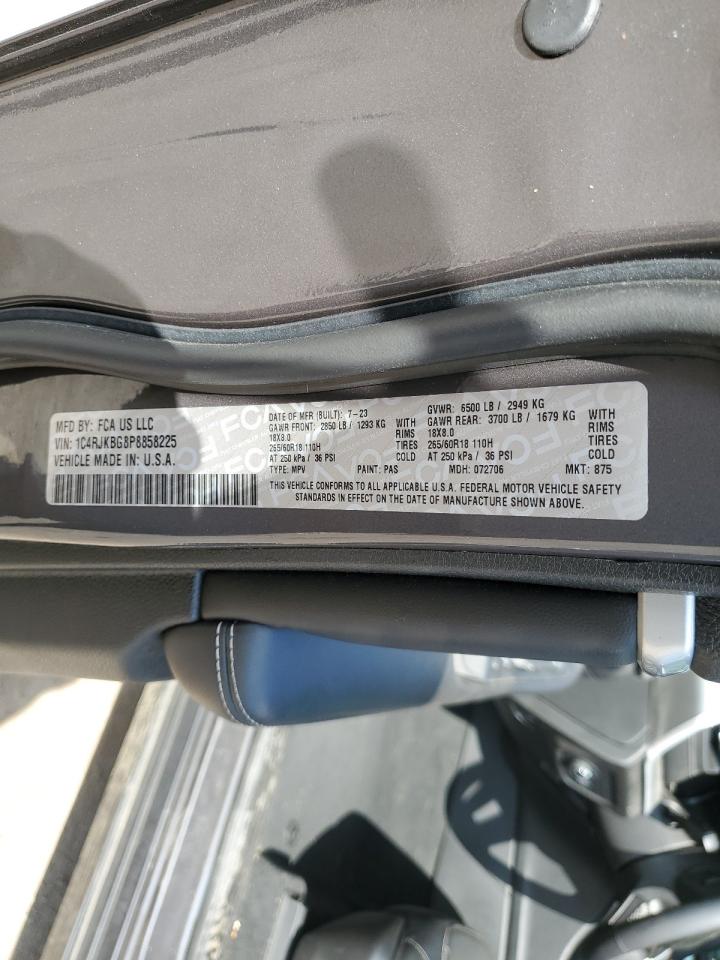 MFD BY: FCA US LLC
VIN: 1C4RJKBG8P8858225
VEHICLE MADE IN: U.S.A.
DATE OF MFR (BUILT): 7-23
GAWR FRONT: 2850 LB / 1293 KG WITH
18X8.0 RIMS
265/60R18 110H TIRES
AT 250 kPa / 36 PSI COLD
TYPE: MPV PAINT: PAS
GVWR: 6500 LB / 2949 KG
GAWR REAR: 3700 LB / 1679 KG WITH
18X8.0 RIMS
265/60R18 110H TIRES
AT 250 kPa / 36 PSI COLD
MDH: 072706 MKT: 875
THIS VEHICLE CONFORMS TO ALL APPLICABLE U.S.A. FEDERAL MOTOR VEHICLE SAFETY
STANDARDS IN EFFECT ON THE DATE OF MANUFACTURE SHOWN ABOVE.